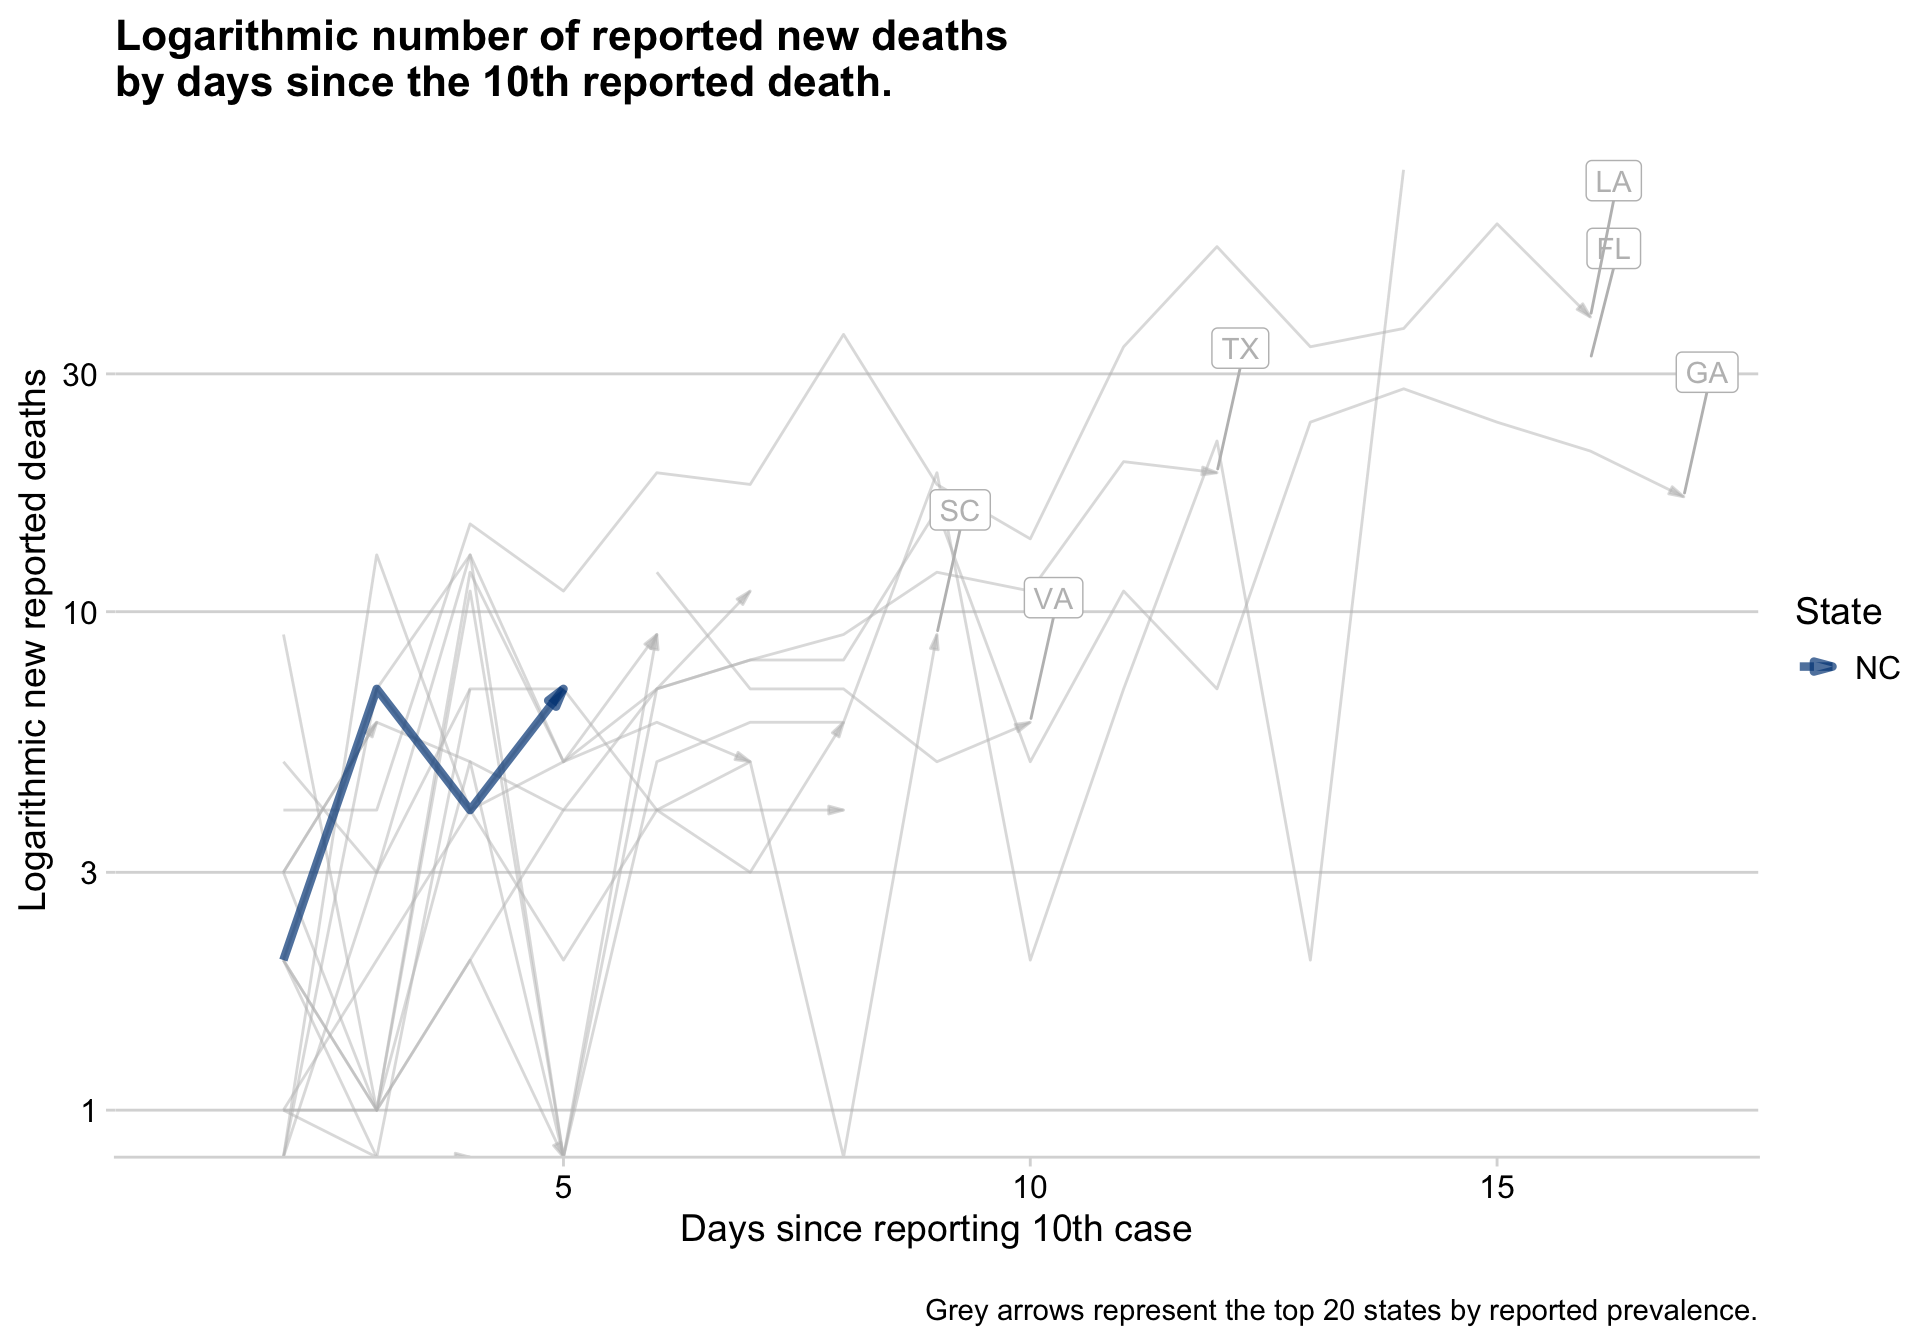 Logarithmic number of reported new deaths
by days since the 10th reported death.
LA
FL
TX
GA
30
SC
VA
10
3
1
Logarithmic new reported deaths
State
NC
5 10 15
Days since reporting 10th case
Grey arrows represent the top 20 states by reported prevalence.